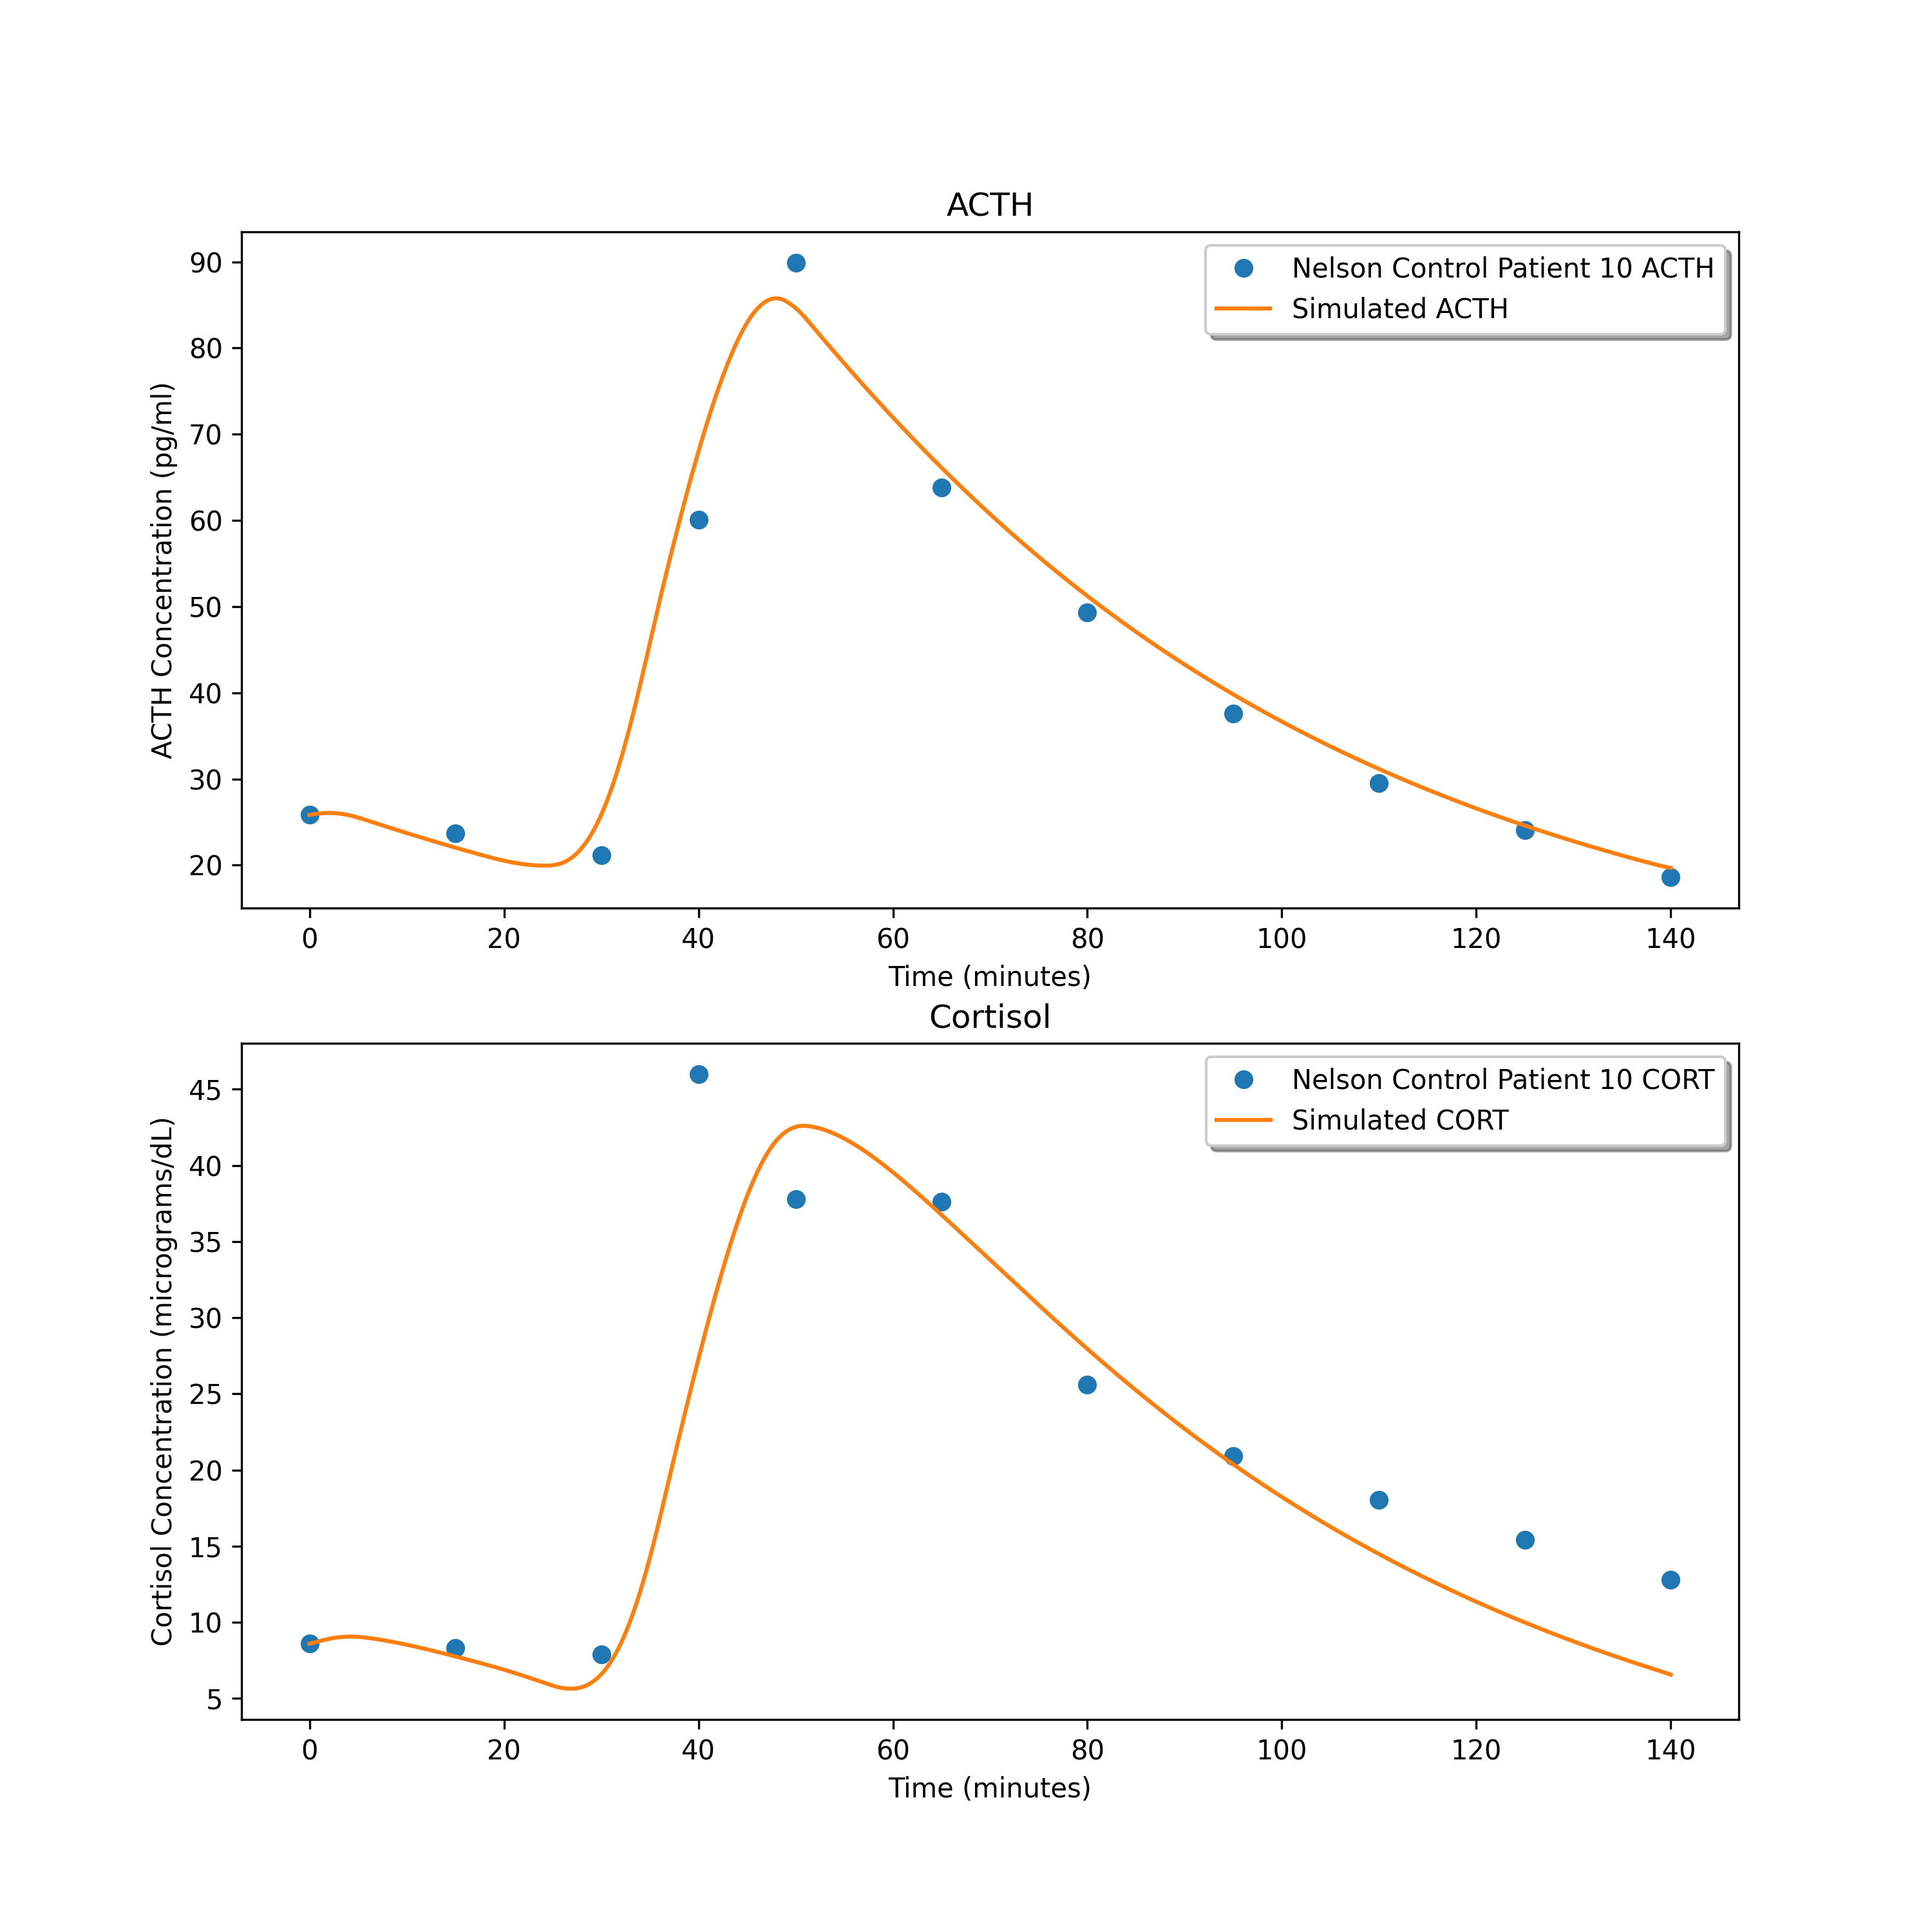 ACTH
Nelson Control Patient 10 ACTH
Simulated ACTH
ACTH Concentration (pg/ml)
90
80
70
60
50
40
30
20
0 20 40 60 80 100 120 140
Time (minutes)
Cortisol
Nelson Control Patient 10 CORT
Simulated CORT
Cortisol Concentration (micrograms/dL)
45
40
35
30
25
20
15
10
5
0 20 40 60 80 100 120 140
Time (minutes)